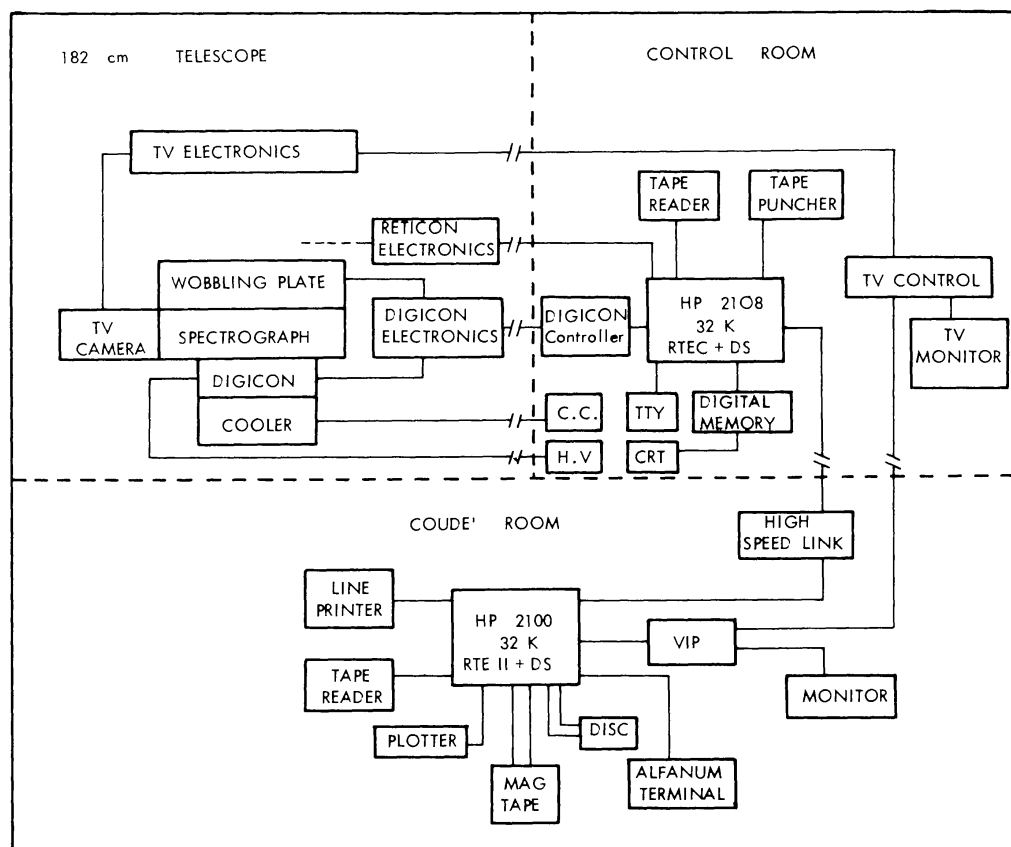 182 cm TELESCOPE
CONTROL ROOM
TV ELECTRONICS
TAPE
READER
TAPE
PUNCHER
RETICON
ELECTRONICS
WOBBLING PLATE
TV
CAMERA
SPECTROGRAPH
DIGICON
ELECTRONICS
DIGICON
Controller
HP 2108
32 K
RTEC + DS
TV CONTROL
TV
MONITOR
DIGICON
COOLER
C.C.
H.V
TTY
DIGITAL
MEMORY
CRT
COUDE' ROOM
HIGH
SPEED LINK
LINE
PRINTER
HP 2100
32 K
RTE II + DS
VIP
TAPE
READER
MONITOR
PLOTTER
DISC
MAG
TAPE
ALFANUM
TERMINAL